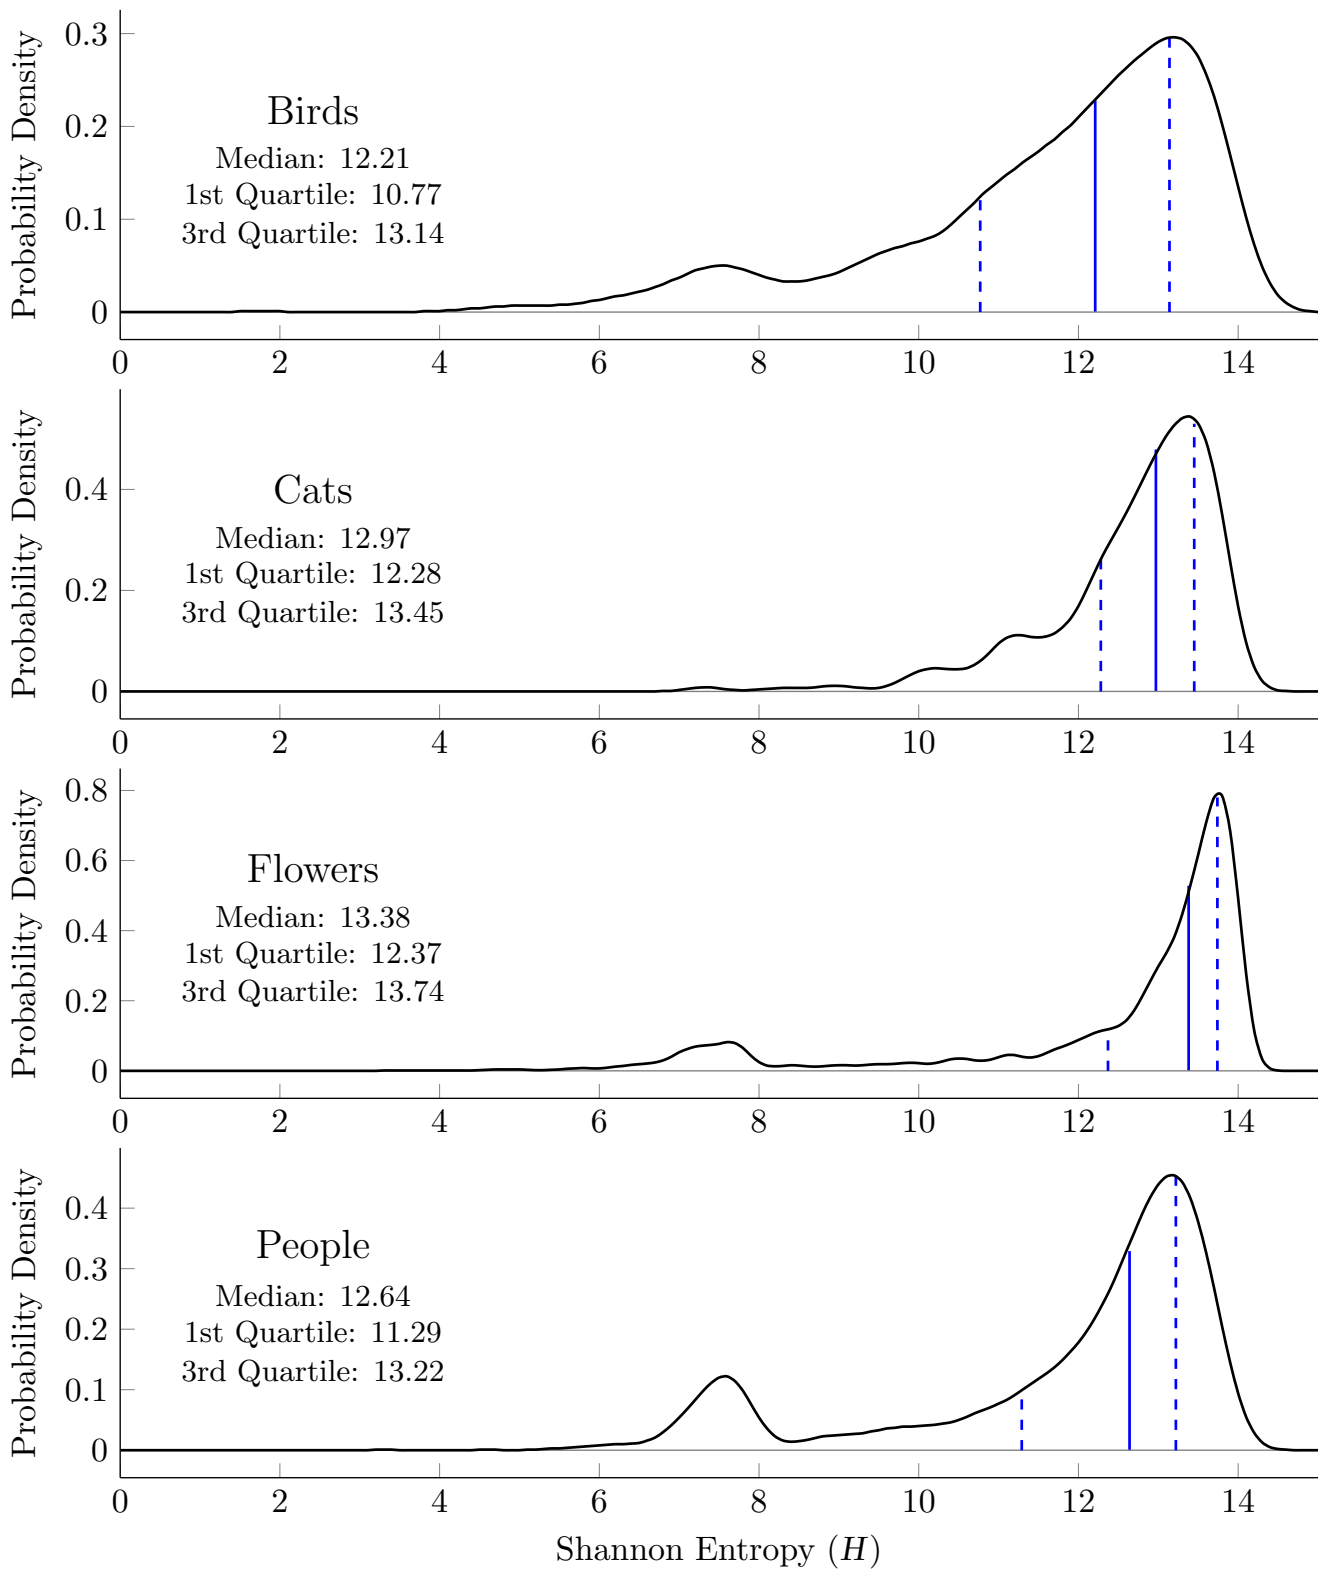 Probability Density
0.3
0.2
0.1
0
Birds
Median: 12.21
1st Quartile: 10.77
3rd Quartile: 13.14
0 2 4 6 8 10 12 14
Probability Density
0.4
0.2
0
Cats
Median: 12.97
1st Quartile: 12.28
3rd Quartile: 13.45
0 2 4 6 8 10 12 14
Probability Density
0.8
0.6
0.4
0.2
0
Flowers
Median: 13.38
1st Quartile: 12.37
3rd Quartile: 13.74
0 2 4 6 8 10 12 14
Probability Density
0.4
0.3
0.2
0.1
0
People
Median: 12.64
1st Quartile: 11.29
3rd Quartile: 13.22
0 2 4 6 8 10 12 14
Shannon Entropy (H)